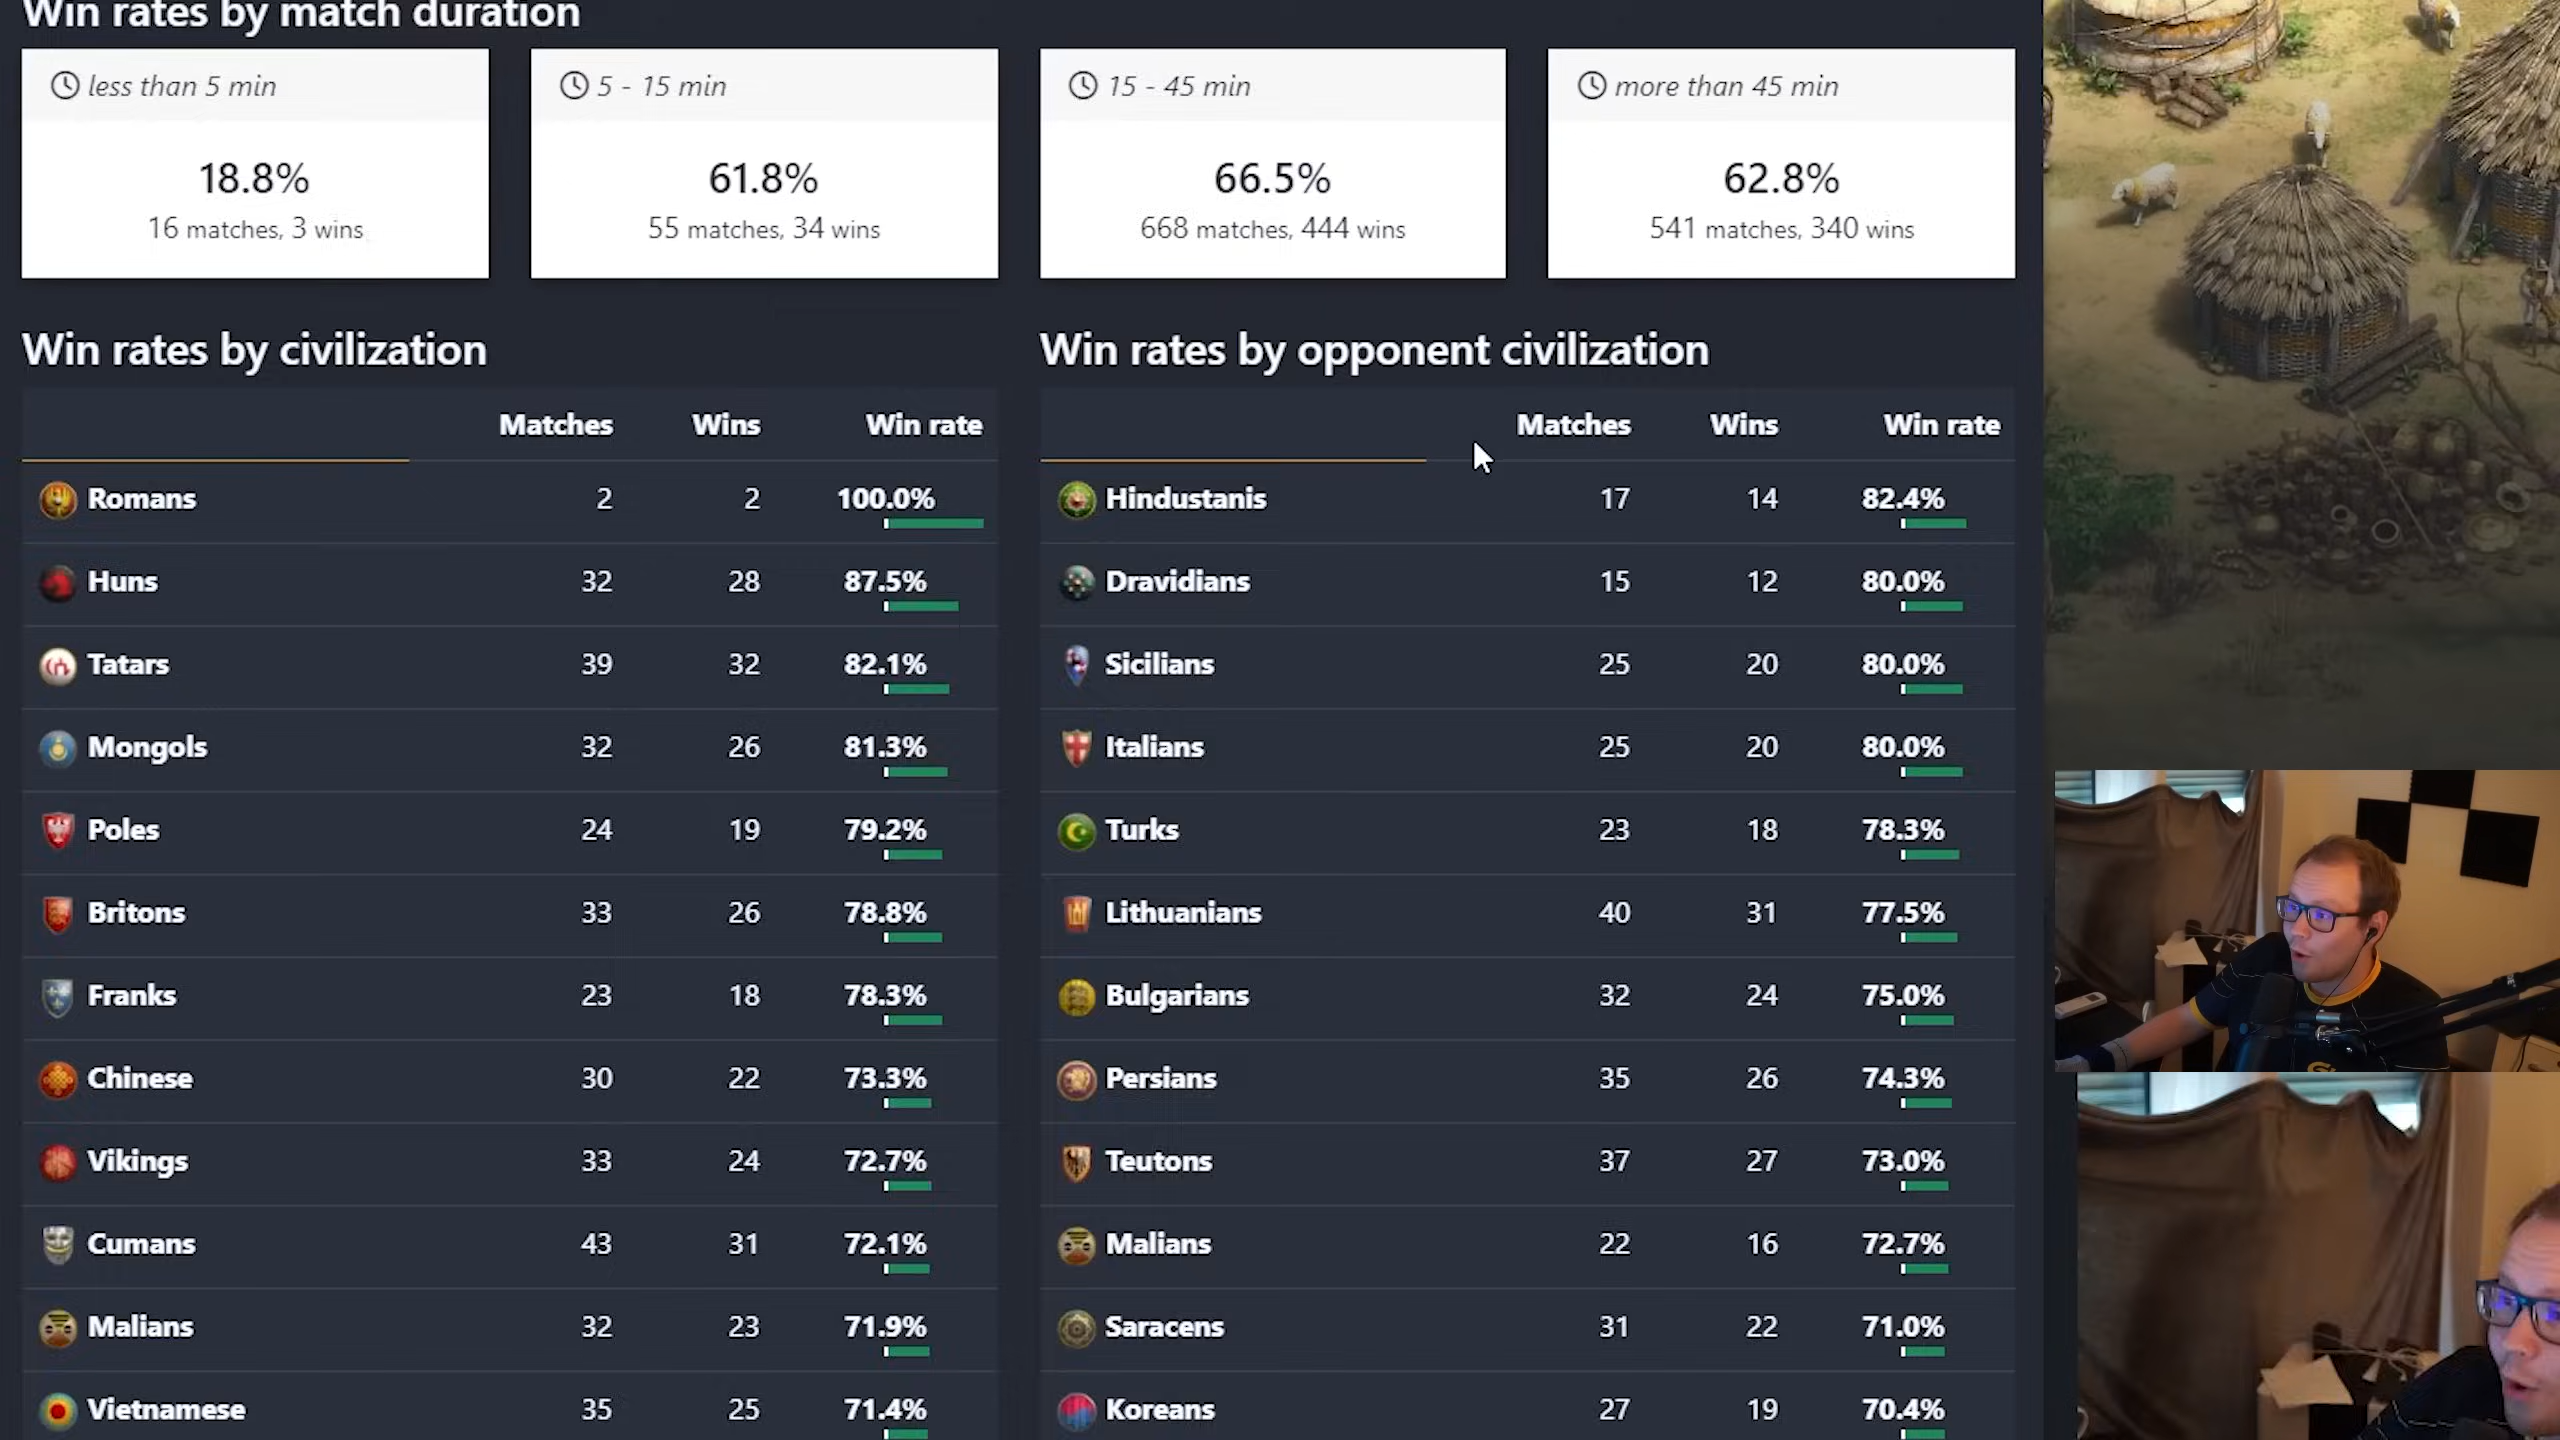 Win rates by match duration
less than 5 min
18.8%
16 matches, 3 wins
5 - 15 min
61.8%
55 matches, 34 wins
15 - 45 min
66.5%
668 matches, 444 wins
more than 45 min
62.8%
541 matches, 340 wins
Win rates by civilization
Matches Wins Win rate
Romans 2 2 100.0%
Huns 32 28 87.5%
Tatars 39 32 82.1%
Mongols 32 26 81.3%
Poles 24 19 79.2%
Britons 33 26 78.8%
Franks 23 18 78.3%
Chinese 30 22 73.3%
Vikings 33 24 72.7%
Cumans 43 31 72.1%
Malians 32 23 71.9%
Vietnamese 35 25 71.4%
Win rates by opponent civilization
Matches Wins Win rate
Hindustanis 17 14 82.4%
Dravidians 15 12 80.0%
Sicilians 25 20 80.0%
Italians 25 20 80.0%
Turks 23 18 78.3%
Lithuanians 40 31 77.5%
Bulgarians 32 24 75.0%
Persians 35 26 74.3%
Teutons 37 27 73.0%
Malians 22 16 72.7%
Saracens 31 22 71.0%
Koreans 27 19 70.4%